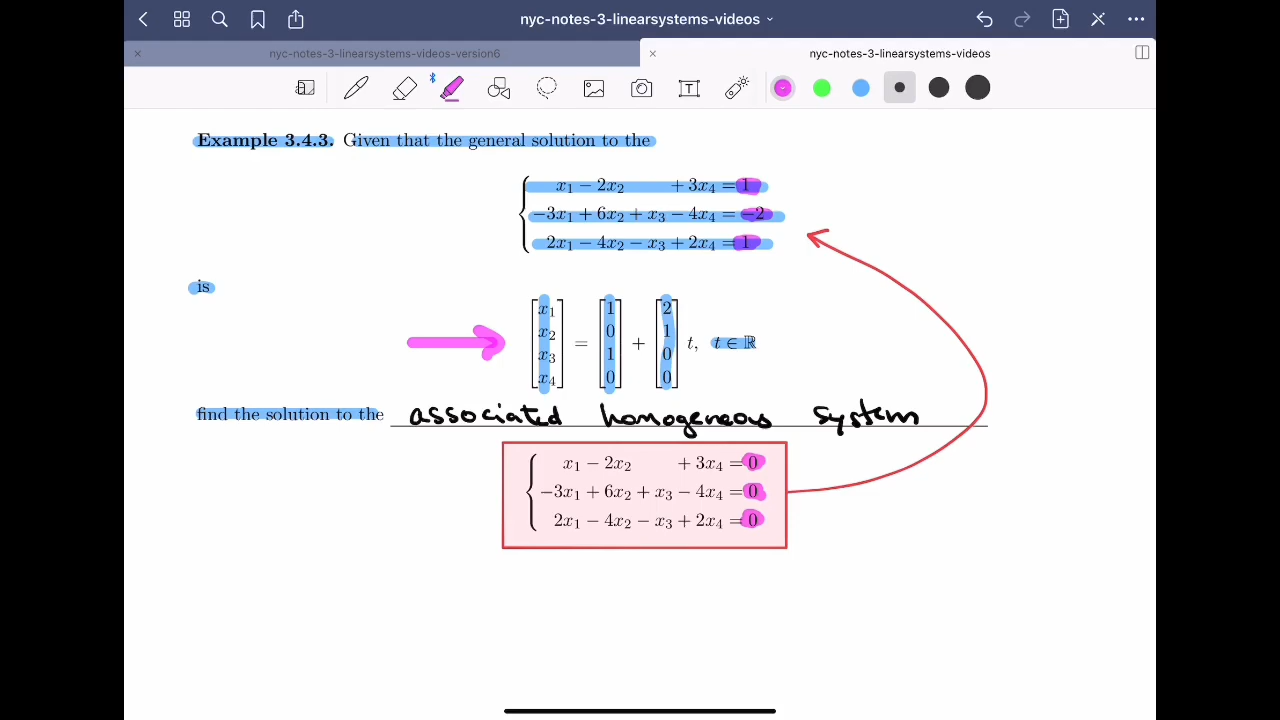 nyc-notes-3-linearsystems-videos
nyc-notes-3-linearsystems-videos-version6
nyc-notes-3-linearsystems-videos
T
Example 3.4.3. Given that the general solution to the
x₁ − 2x₂ + 3x₄ = 1
−3x₁ + 6x₂ + x₃ − 4x₄ = −2
2x₁ − 4x₂ − x₃ + 2x₄ = 1
is
x₁ 1 2
x₂ 0 1
= + t, t ∈ ℝ
x₃ 1 0
x₄ 0 0
find the solution to the associated homogeneous system
x₁ − 2x₂ + 3x₄ = 0
−3x₁ + 6x₂ + x₃ − 4x₄ = 0
2x₁ − 4x₂ − x₃ + 2x₄ = 0